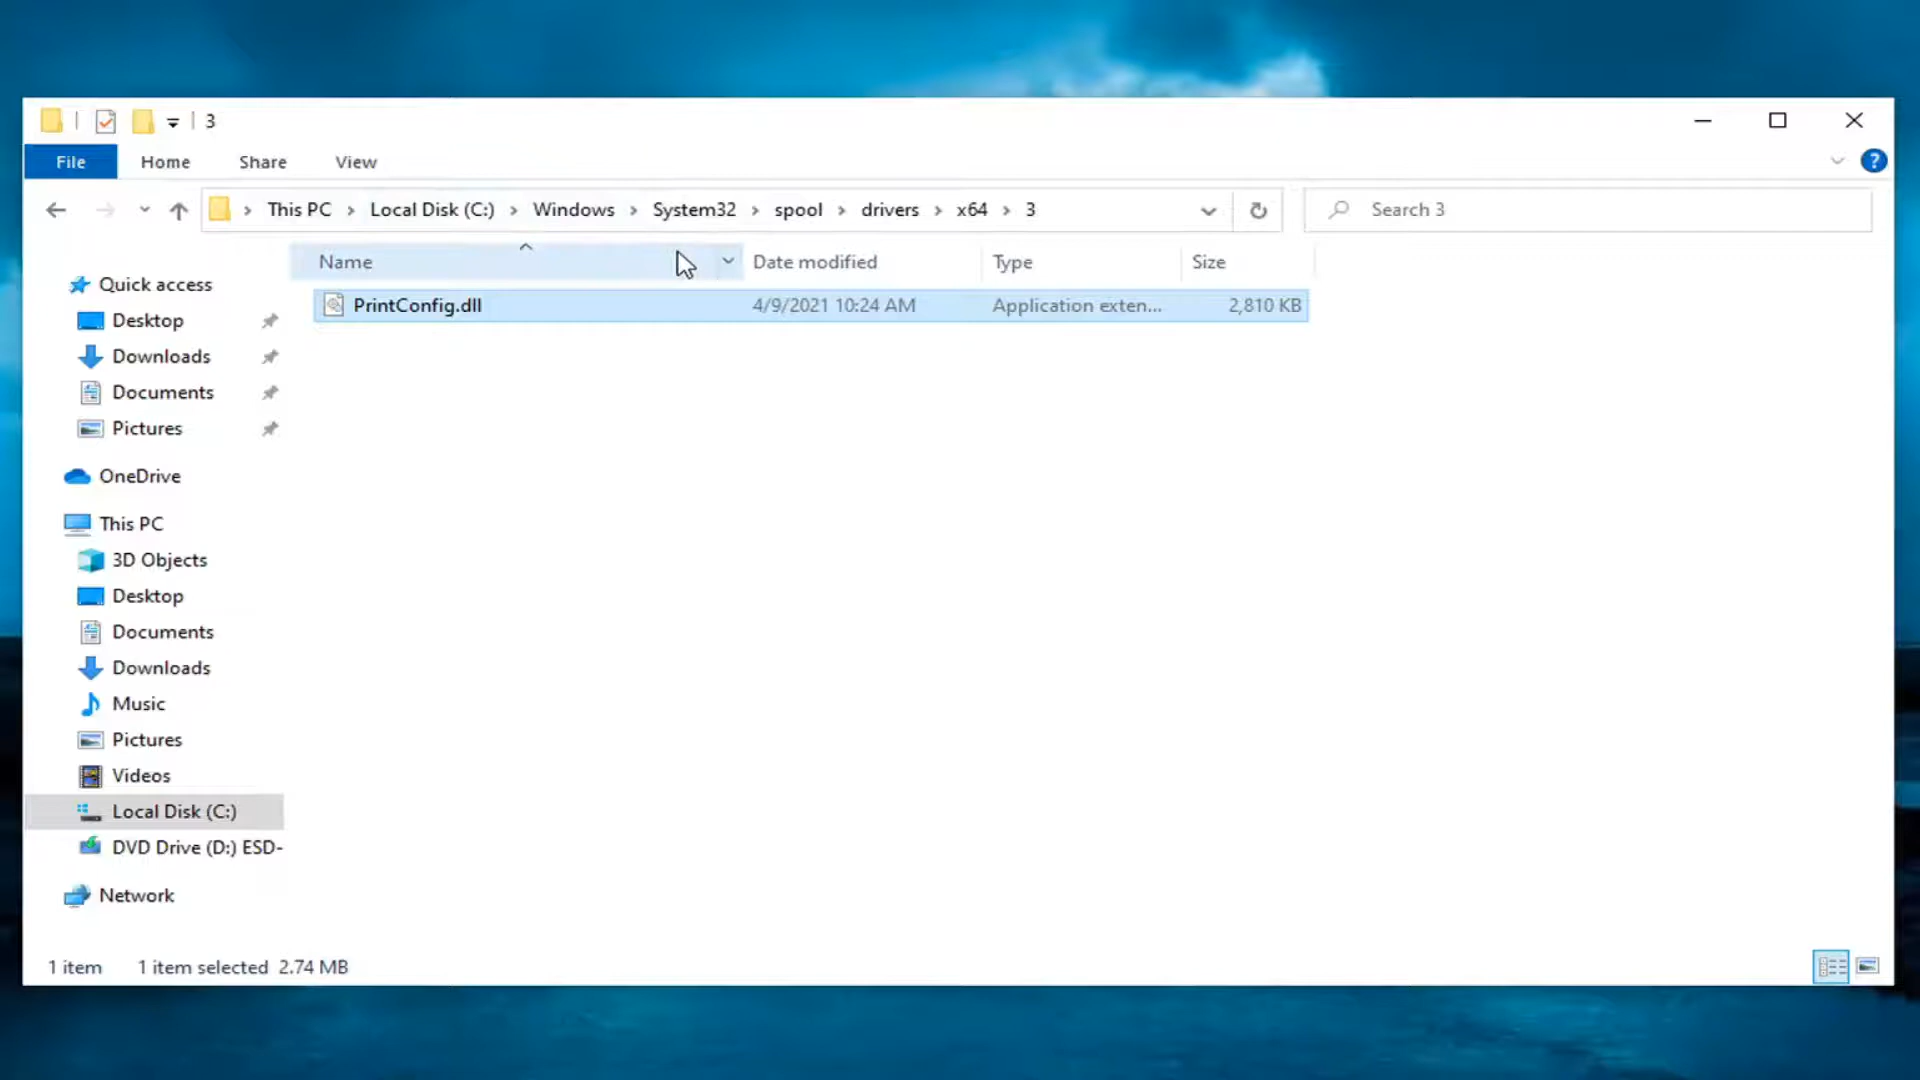 3
File Home Share View
This PC Local Disk (C:) Windows System32 spool drivers x64 3
Search 3
Name Date modified Type Size
PrintConfig.dll 4/9/2021 10:24 AM Application exten... 2,810 KB
Quick access
Desktop
Downloads
Documents
Pictures
OneDrive
This PC
3D Objects
Desktop
Documents
Downloads
Music
Pictures
Videos
Local Disk (C:)
DVD Drive (D:) ESD-
Network
1 item 1 item selected 2.74 MB